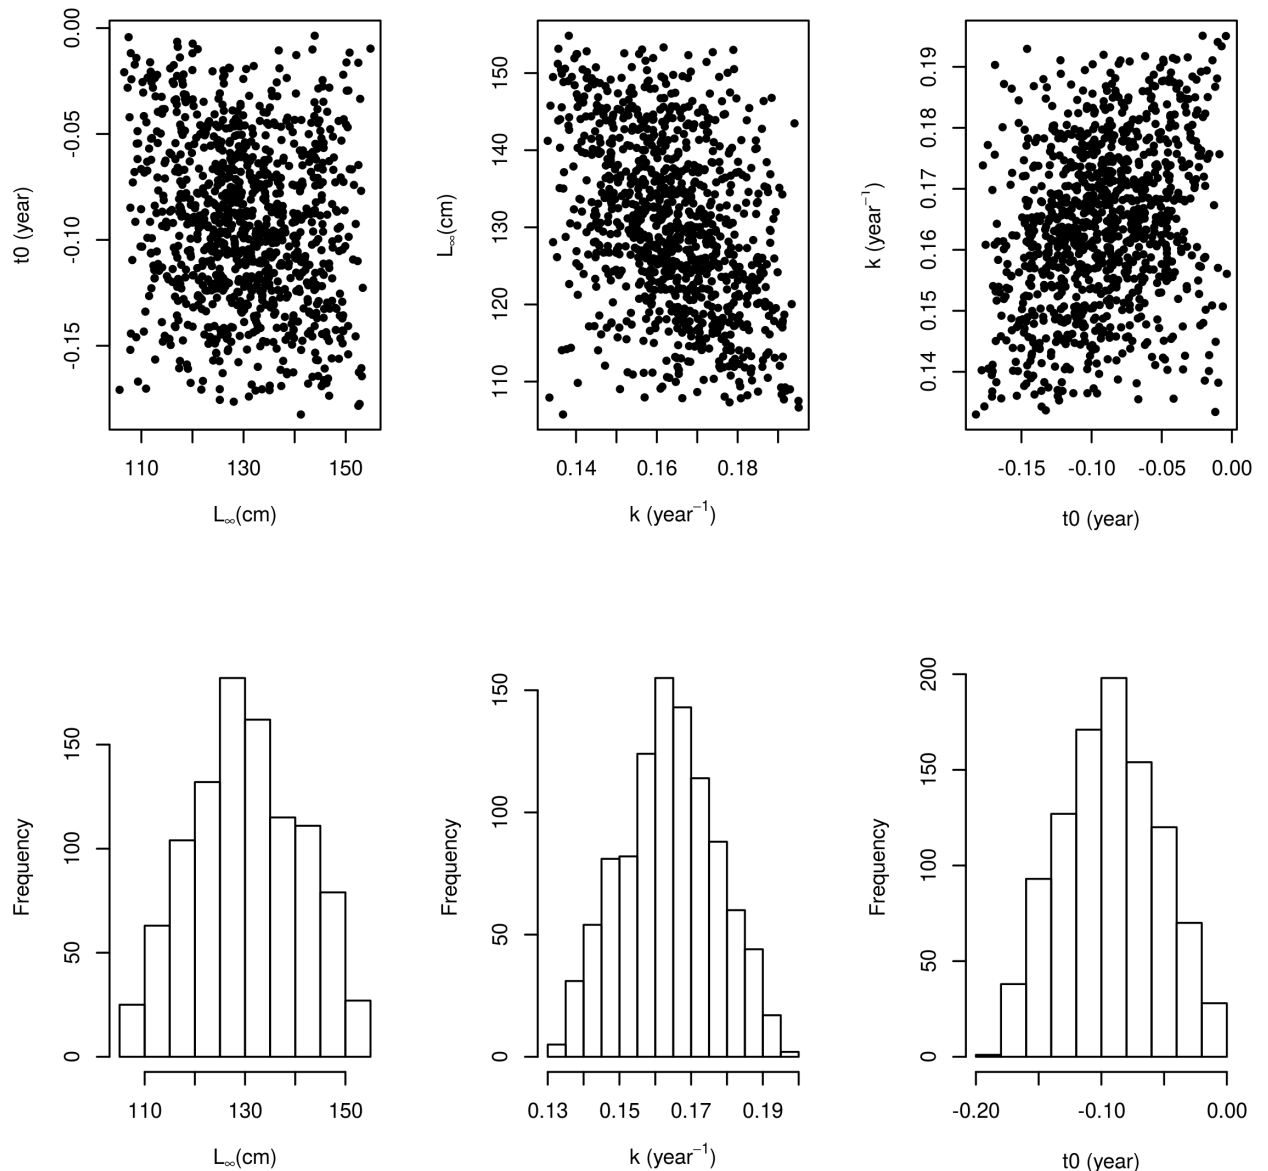 0.00
-0.05
-0.10
-0.15
t0 (year)
110 130 150
L∞(cm)
150
140
130
120
110
L∞(cm)
0.14 0.16 0.18
k (year⁻¹)
0.19
0.18
0.17
0.16
0.15
0.14
k (year⁻¹)
-0.15 -0.10 -0.05 0.00
t0 (year)
150
100
50
0
Frequency
110 130 150
L∞(cm)
150
100
50
0
Frequency
0.13 0.15 0.17 0.19
k (year⁻¹)
200
150
100
50
0
Frequency
-0.20 -0.10 0.00
t0 (year)